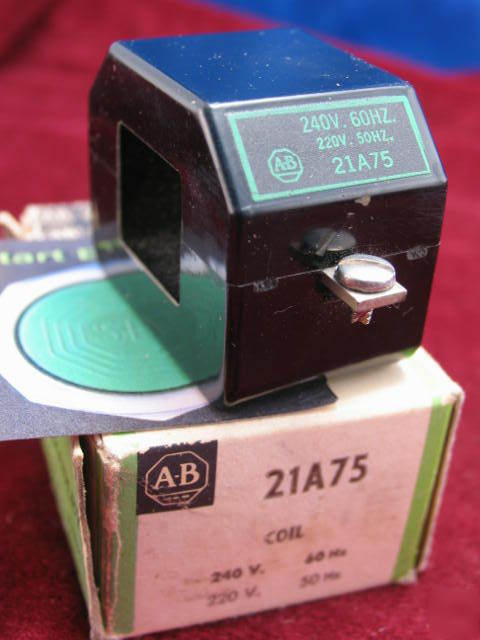 240V. 60HZ.
220V. 50HZ.
A-B
21A75
A-B
21A75
COIL
240 V. 60 Hz
220 V. 50 Hz